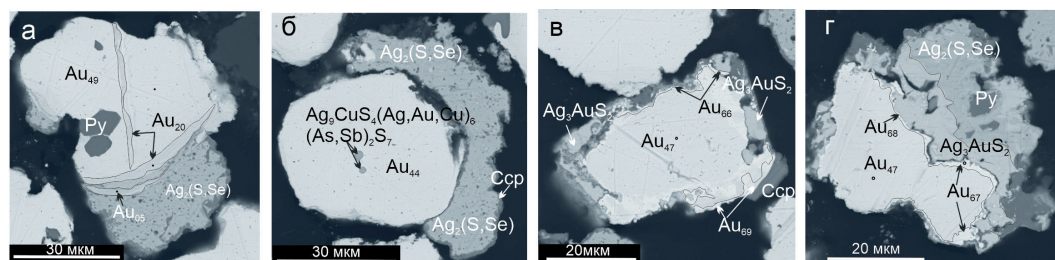 а
Au₄₉
Au₂₀
Py
Ag₂(S,Se)
Au₀₅
30 мкм
б
Ag₂(S,Se)
Ag₉CuS₄(Ag,Au,Cu)₆
(As,Sb)₂S₇
Au₄₄
Ccp
Ag₂(S,Se)
30 мкм
в
Ag₃AuS₂
Ag₃AuS₂
Au₆₆
Au₄₇
Ccp
Au₆₉
20мкм
г
Ag₂(S,Se)
Py
Au₆₈
Ag₃AuS₂
Au₄₇
Au₆₇
20 мкм